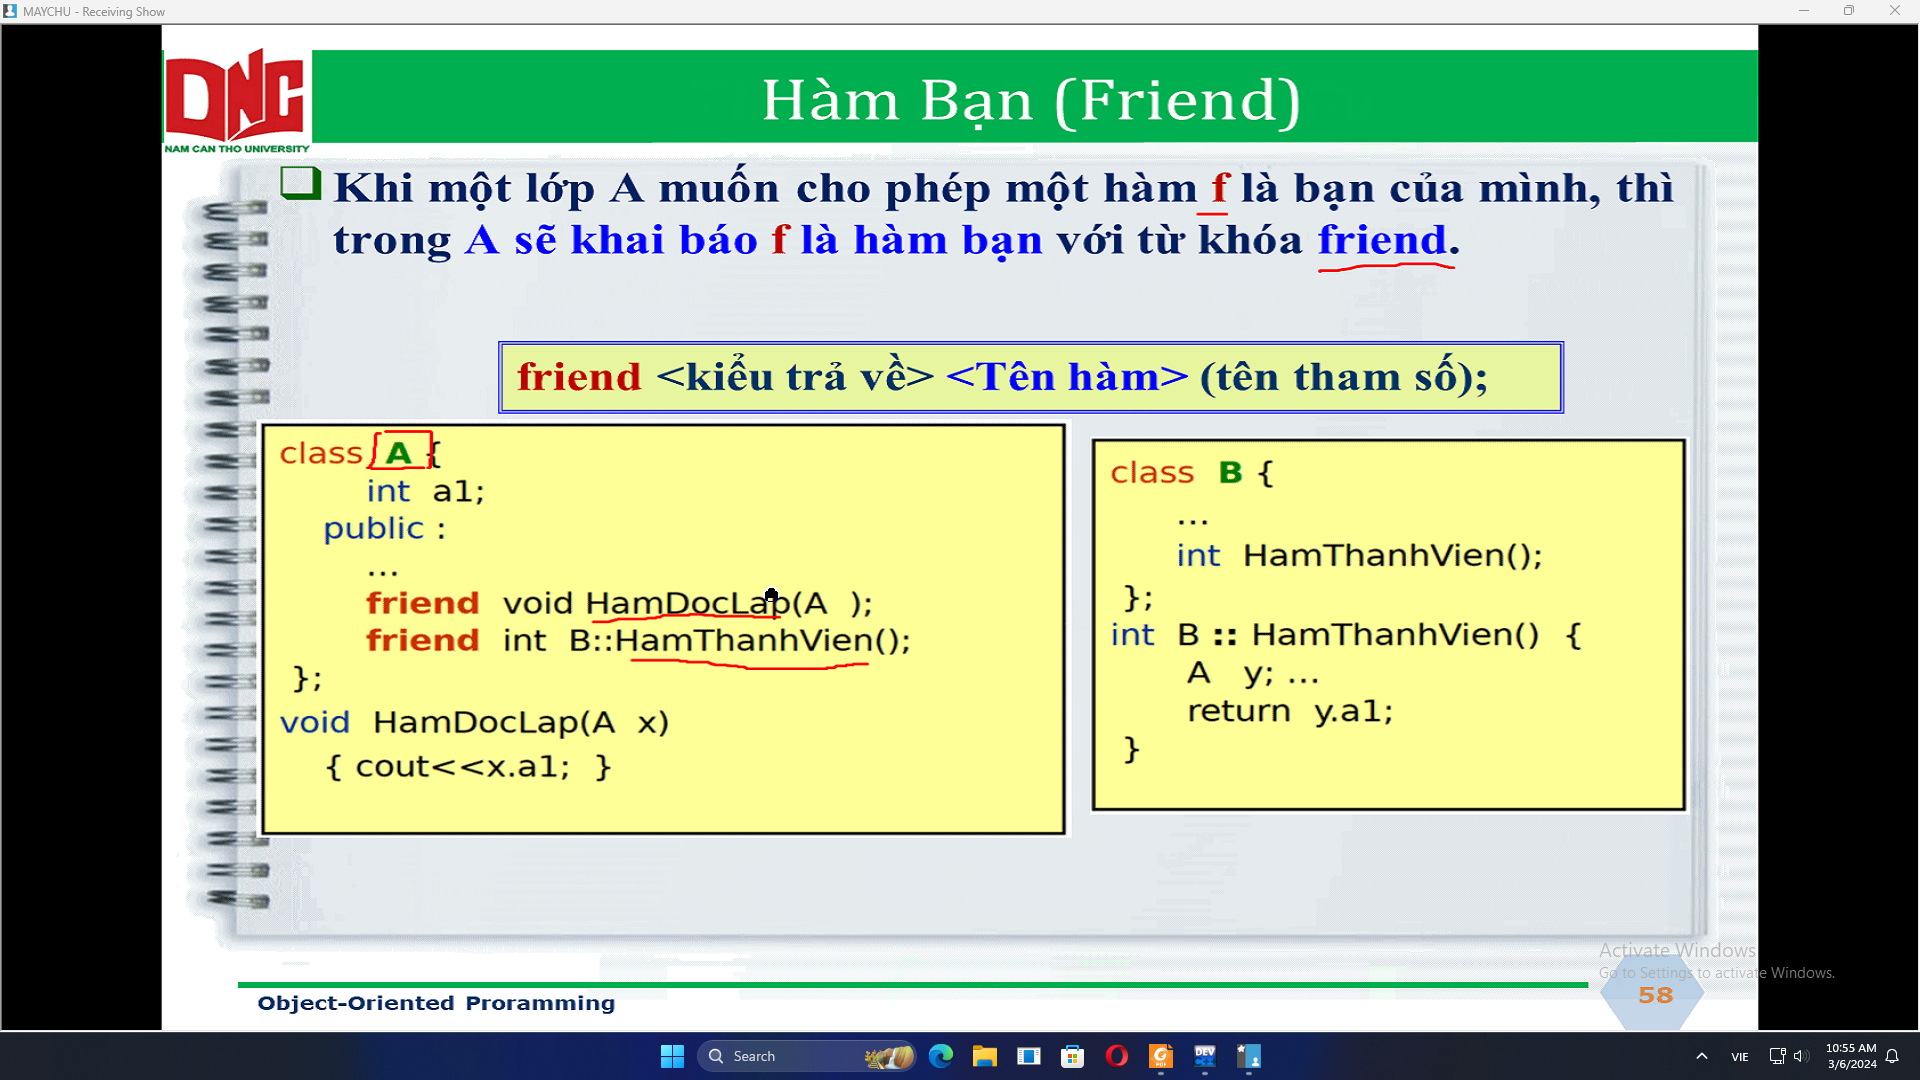 MAYCHU - Receiving Show
DNC
NAM CAN THO UNIVERSITY
Hàm Bạn (Friend)
Khi một lớp A muốn cho phép một hàm f là bạn của mình, thì
trong A sẽ khai báo f là hàm bạn với từ khóa friend.
friend <kiểu trả về> <Tên hàm> (tên tham số);
class A {
int a1;
public :
...
friend void HamDocLap(A );
friend int B::HamThanhVien();
};
void HamDocLap(A x)
{ cout<<x.a1; }
class B {
...
int HamThanhVien();
};
int B :: HamThanhVien() {
A y; ...
return y.a1;
}
Activate Windows
Go to Settings to activate Windows.
58
Object-Oriented Proramming
Search
DEV
VIE
10:55 AM
3/6/2024